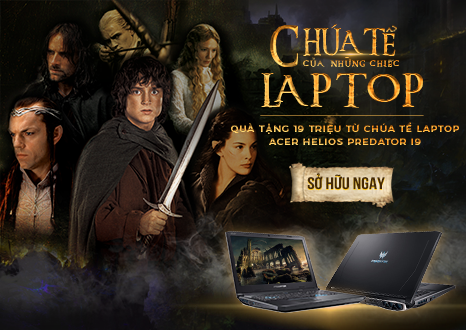 CHÚA TỂ
CỦA NHỮNG CHIẾC
LAPTOP
QUÀ TẶNG 19 TRIỆU TỪ CHÚA TỂ LAPTOP
ACER HELIOS PREDATOR I9
SỞ HỮU NGAY